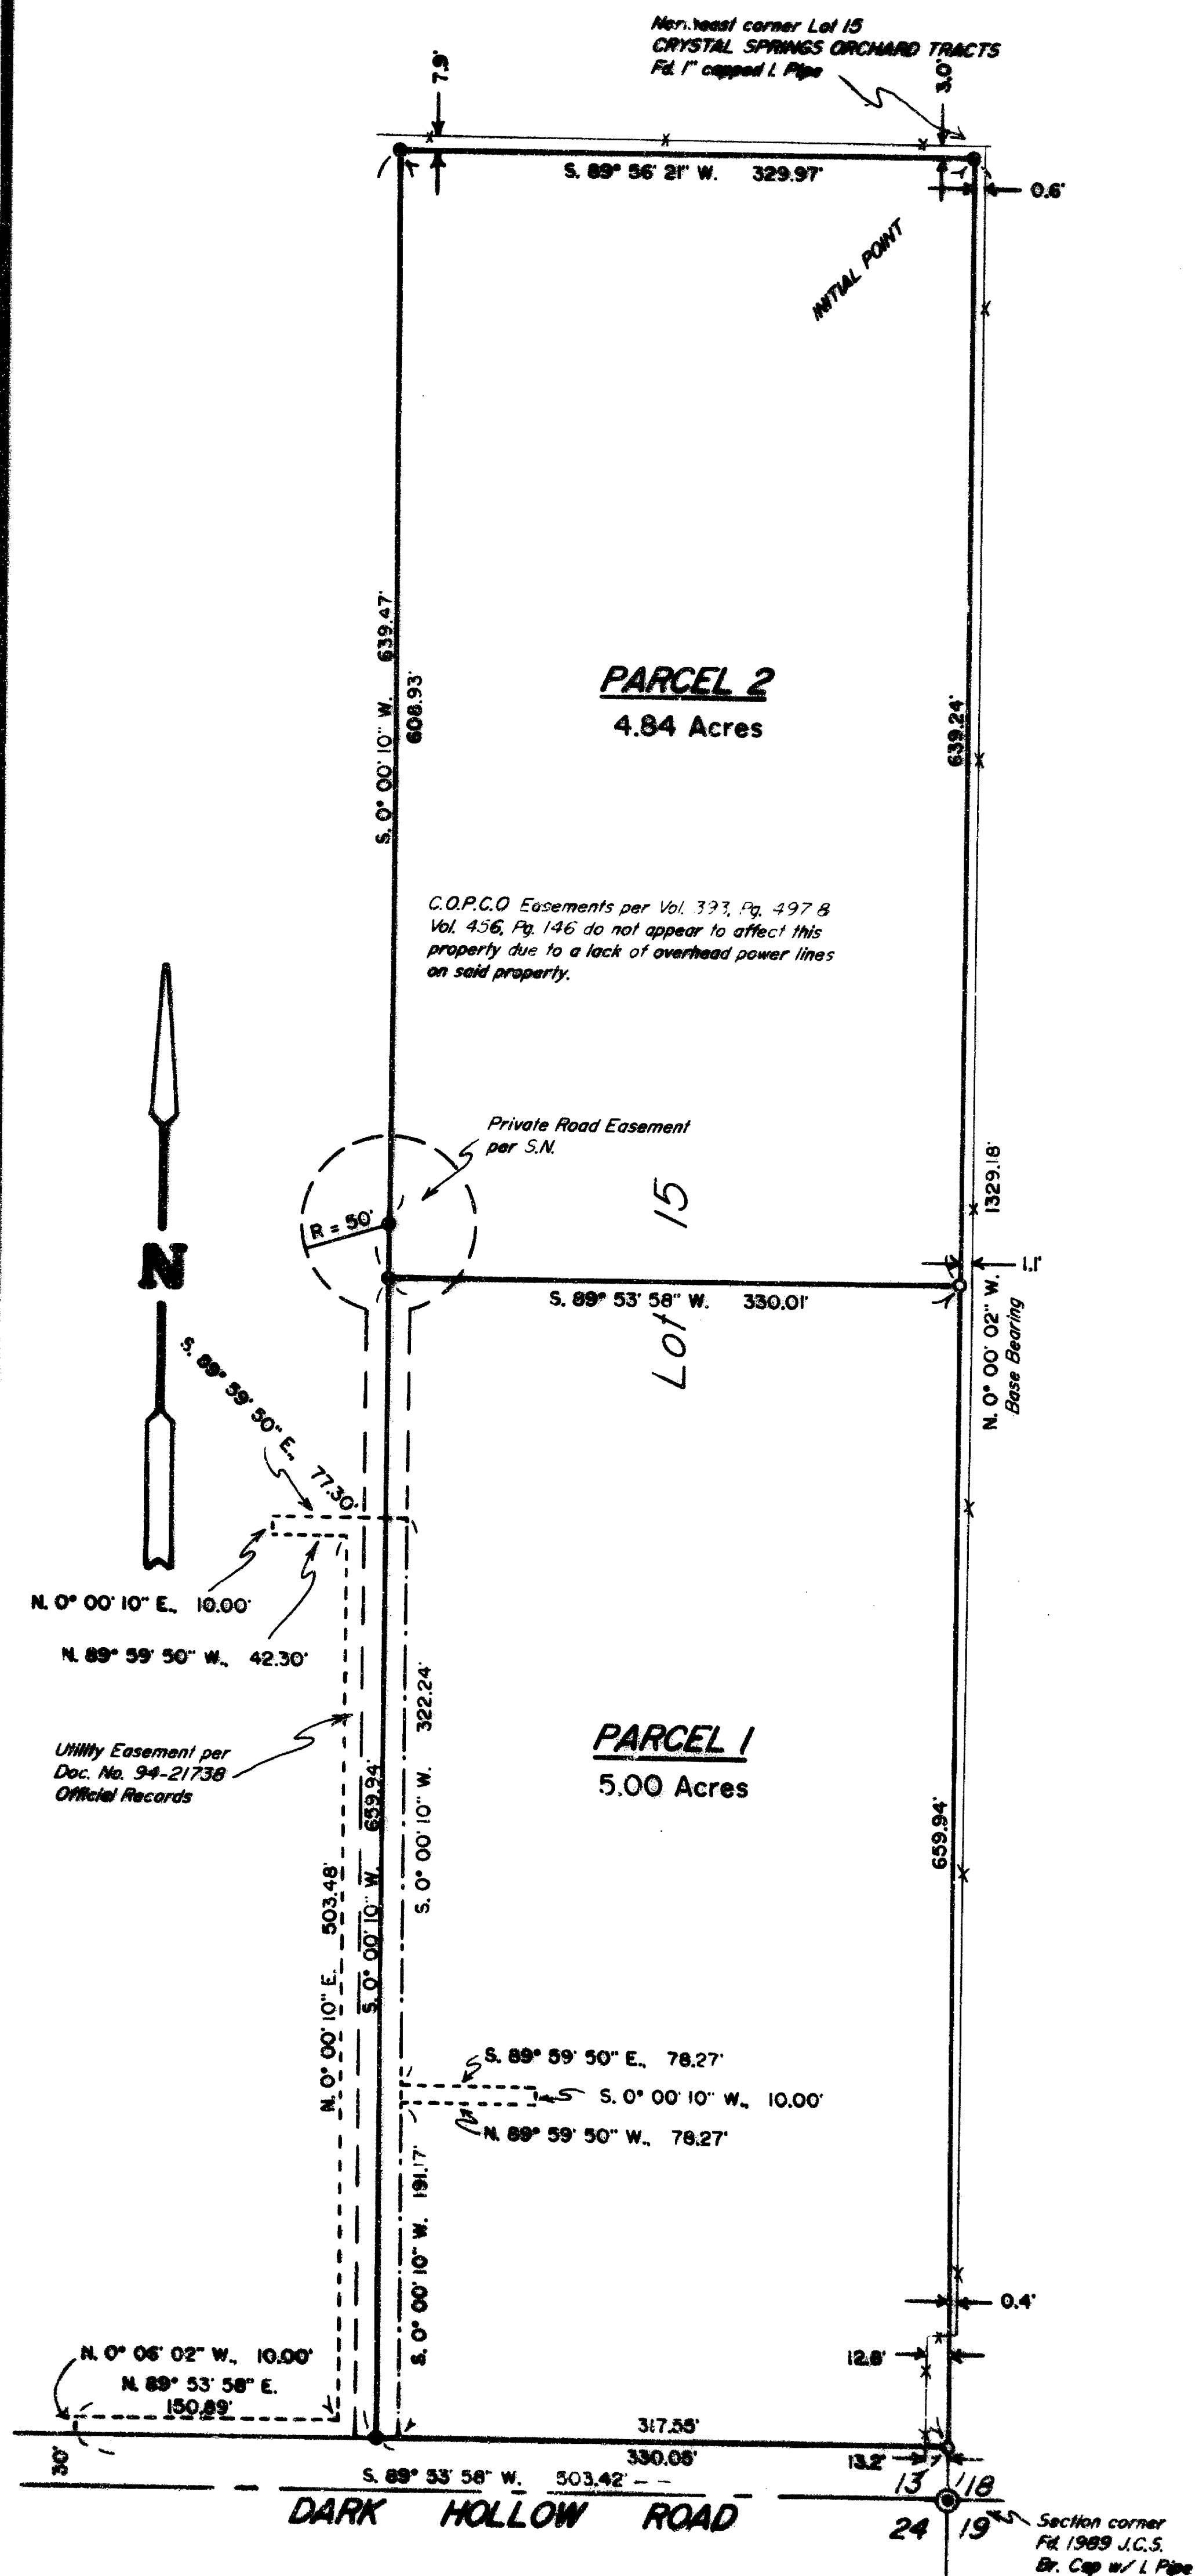 corner Lot 15
CRYSTAL SPRINGS ORCHARD TRACTS
Fd. 1" capped I. Pipe
7.9'
3.0'
S. 89° 56' 21" W. 329.97'
0.6'
INITIAL POINT
S. 0° 00' 10" W. 639.47'
608.93'
PARCEL 2
4.84 Acres
639.24'
C.O.P.C.O Easements per Vol. 393, Pg. 497 &
Vol. 456, Pg. 146 do not appear to affect this
property due to a lack of overhead power lines
on said property.
Private Road Easement
per S.N.
R = 50'
N
Lot 15
1.1'
S. 89° 53' 58" W. 330.01'
N. 0° 00' 02" W. 1329.18'
Base Bearing
S. 89° 59' 50" E., 77.30'
N. 0° 00' 10" E., 10.00'
N. 89° 59' 50" W., 42.30'
Utility Easement per
Doc. No. 94-21738
Official Records
S. 0° 00' 10" W. 659.94'
S. 0° 00' 10" W. 322.24'
PARCEL 1
5.00 Acres
659.94'
N. 0° 00' 10" E. 503.48'
S. 89° 59' 50" E., 78.27'
S. 0° 00' 10" W., 10.00'
N. 89° 59' 50" W., 78.27'
S. 0° 00' 10" W. 191.17'
0.4'
12.8'
N. 0° 06' 02" W., 10.00'
N. 89° 53' 58" E.
150.89'
317.55'
330.05'
13.2'
30'
S. 89° 53' 58" W. 503.42'
13 18
DARK HOLLOW ROAD
24 19
Section corner
Fd. 1989 J.C.S.
Br. Cap w/ I. Pipe